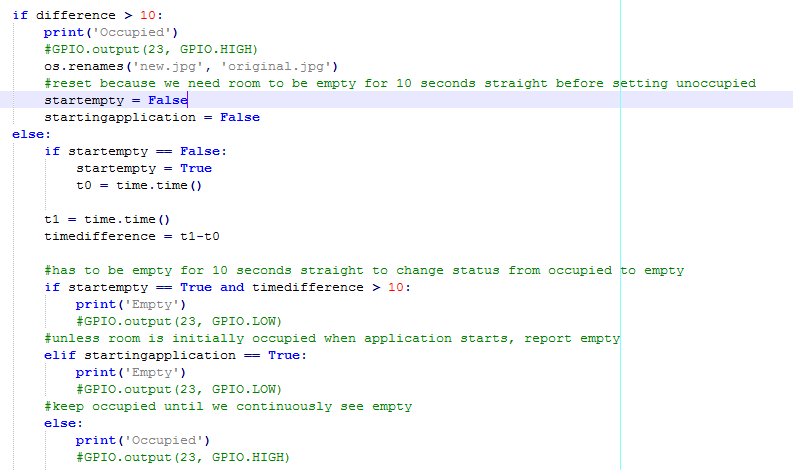 if difference > 10:
    print('Occupied')
    #GPIO.output(23, GPIO.HIGH)
    os.renames('new.jpg', 'original.jpg')
    #reset because we need room to be empty for 10 seconds straight before setting unoccupied
    startempty = False
    startingapplication = False
else:
    if startempty == False:
        startempty = True
        t0 = time.time()

    t1 = time.time()
    timedifference = t1-t0

    #has to be empty for 10 seconds straight to change status from occupied to empty
    if startempty == True and timedifference > 10:
        print('Empty')
        #GPIO.output(23, GPIO.LOW)
    #unless room is initially occupied when application starts, report empty
    elif startingapplication == True:
        print('Empty')
        #GPIO.output(23, GPIO.LOW)
    #keep occupied until we continuously see empty
    else:
        print('Occupied')
        #GPIO.output(23, GPIO.HIGH)